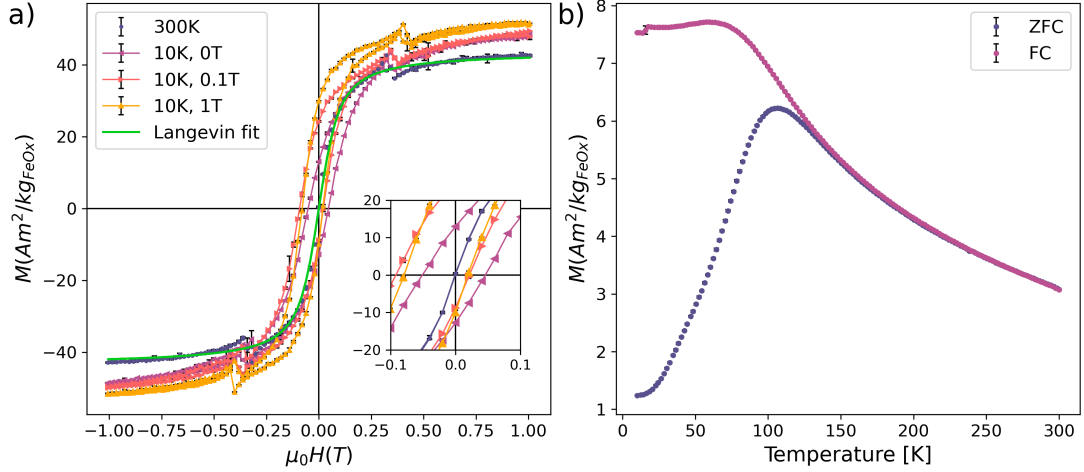 a)
300K
10K, 0T
10K, 0.1T
10K, 1T
Langevin fit
M(Am²/kg_FeOx)
40
20
0
−20
−40
−1.00 −0.75 −0.50 −0.25 0.00 0.25 0.50 0.75 1.00
μ₀H(T)
20
10
0
−10
−20
−0.1 0.0 0.1
b)
ZFC
FC
M(Am²/kg_FeOx)
8
7
6
5
4
3
2
1
0 50 100 150 200 250 300
Temperature [K]